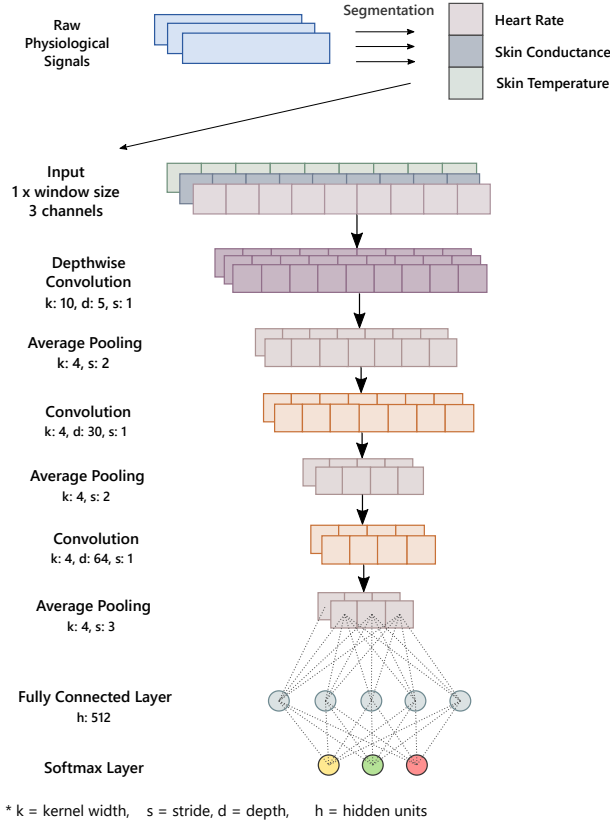 Raw
Physiological
Signals
Segmentation
Heart Rate
Skin Conductance
Skin Temperature
Input
1 x window size
3 channels
Depthwise
Convolution
k: 10, d: 5, s: 1
Average Pooling
k: 4, s: 2
Convolution
k: 4, d: 30, s: 1
Average Pooling
k: 4, s: 2
Convolution
k: 4, d: 64, s: 1
Average Pooling
k: 4, s: 3
Fully Connected Layer
h: 512
Softmax Layer
* k = kernel width, s = stride, d = depth, h = hidden units